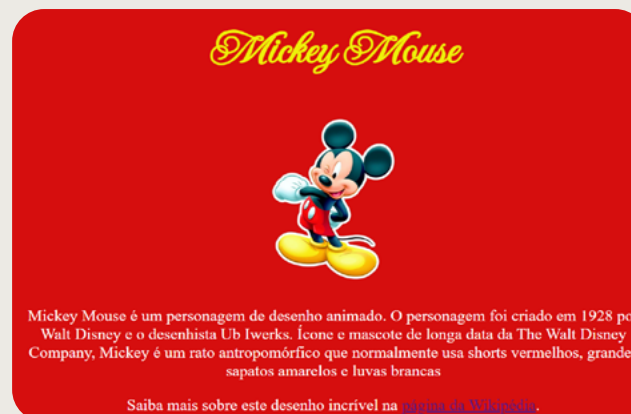 Mickey Mouse
Mickey Mouse é um personagem de desenho animado. O personagem foi criado em 1928 po
Walt Disney e o desenhista Ub Iwerks. Ícone e mascote de longa data da The Walt Disney
Company, Mickey é um rato antropomórfico que normalmente usa shorts vermelhos, grande
sapatos amarelos e luvas brancas
Saiba mais sobre este desenho incrível na página da Wikipédia.